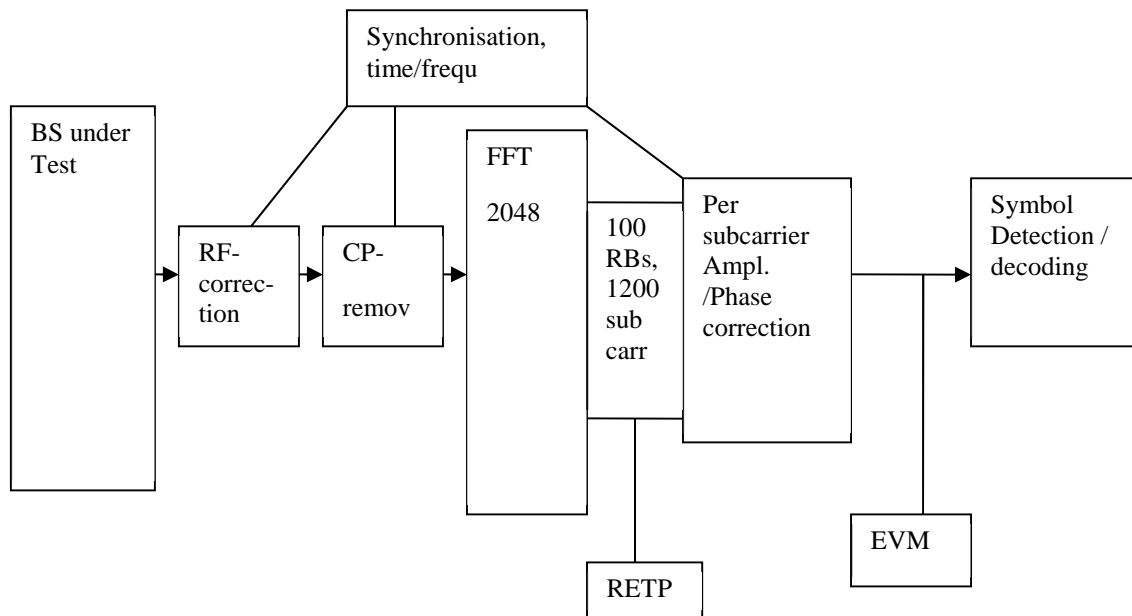 Synchronisation,
time/frequ
BS under
Test
RF-
correc-
tion
CP-
remov
FFT
2048
100
RBs,
1200
sub
carr
Per
subcarrier
Ampl.
/Phase
correction
Symbol
Detection /
decoding
EVM
RETP